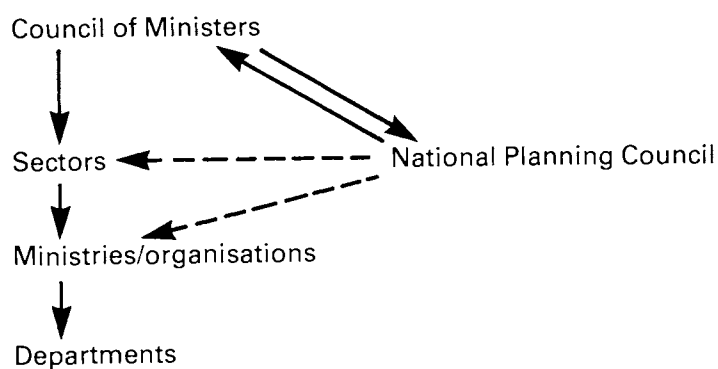 Council of Ministers
Sectors
National Planning Council
Ministries/organisations
Departments